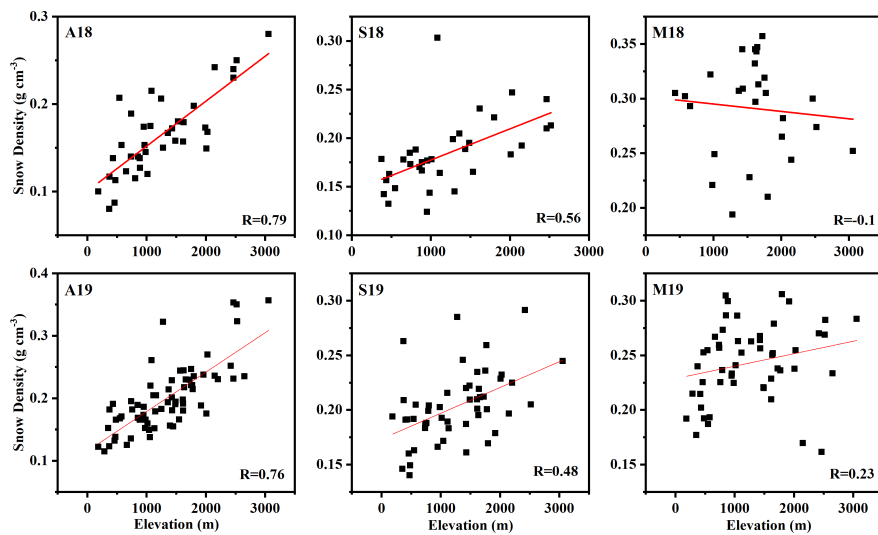 A18
S18
M18
Snow Density (g cm⁻³)
0.3
0.2
0.1
0.0
0.30
0.25
0.20
0.15
0.10
0.35
0.30
0.25
0.20
R=0.79
R=0.56
R=-0.1
0 1000 2000 3000
0 1000 2000 3000
0 1000 2000 3000
A19
S19
M19
Snow Density (g cm⁻³)
0.4
0.3
0.2
0.1
0.30
0.25
0.20
0.15
0.30
0.25
0.20
0.15
R=0.76
R=0.48
R=0.23
0 1000 2000 3000
0 1000 2000 3000
0 1000 2000 3000
Elevation (m)
Elevation (m)
Elevation (m)